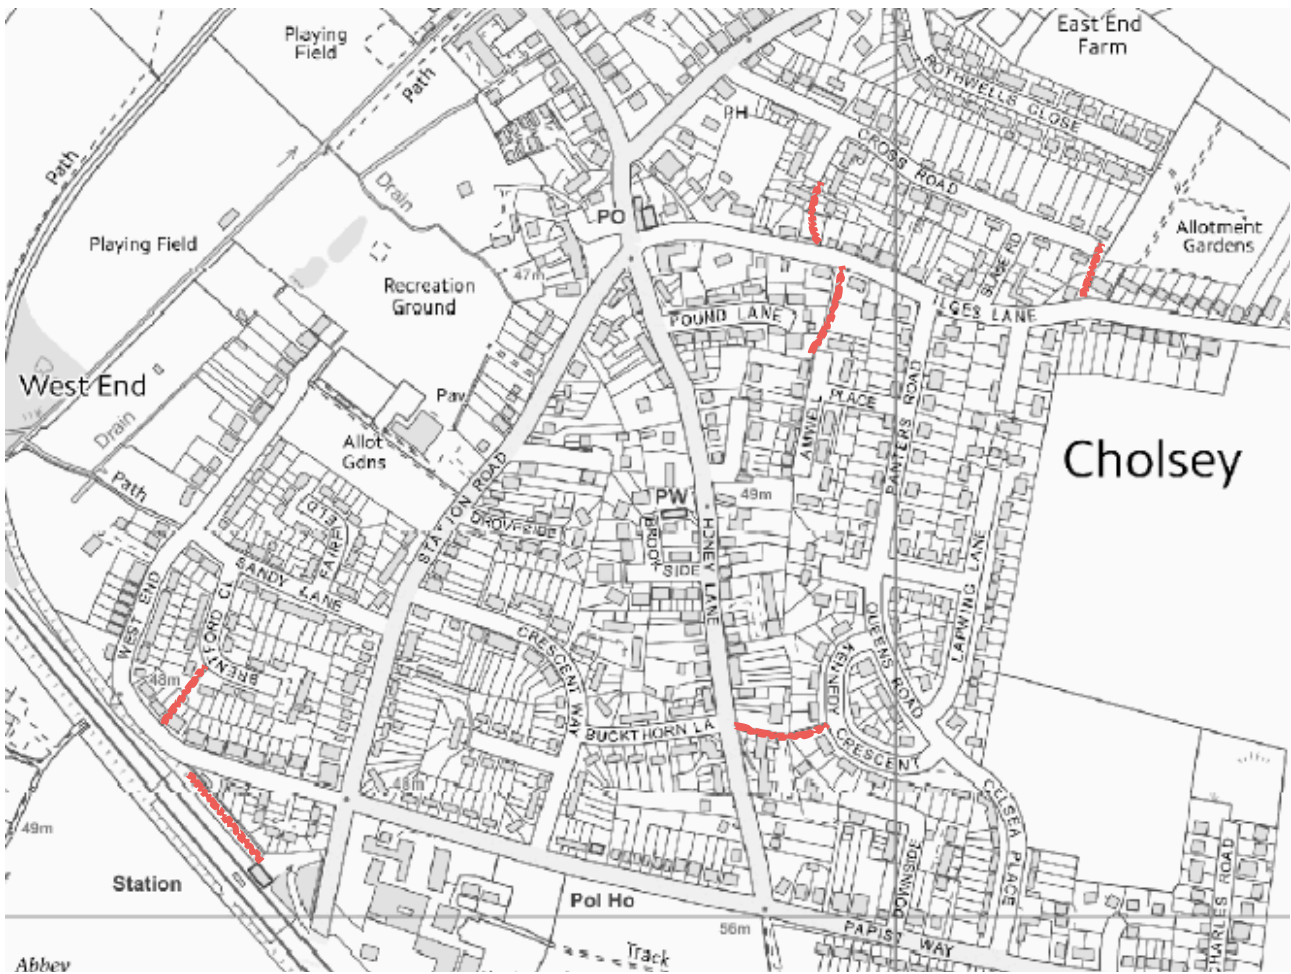 Playing
Field
East End
Farm
Path
ROTHWELLS CLOSE
PH
CROSS ROAD
Path
Drain
PO
Allotment
Gardens
Playing Field
Recreation
Ground
47m
POUND LANE
LANE
West End
Paw
PLACE
AMWELL
PANTERS ROAD
Drain
Allot
Gdns
Cholsey
Path
STATION ROAD
PW
49m
FAIRFIELD
DROVESIDE
BROOK
SIDE
HONEY LANE
SANDY LANE
WEST END
BRENTFORD CT
CRESCENT WAY
QUEENS ROAD
LAPWING LANE
KENNEDY
CRESCENT
48m
BUCKTHORN LA
48m
CELSEA PLACE
49m
Station
Pol Ho
DOWNSIDE
CHARLES ROAD
56m
PAPIST WAY
Track
Abbey